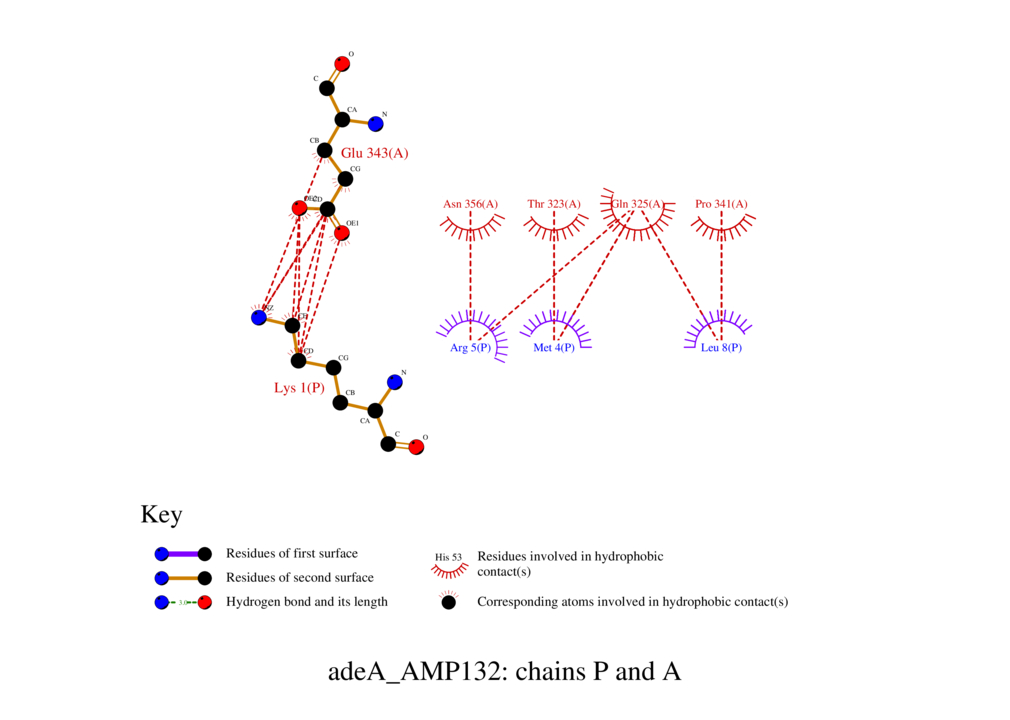 O
C
CA
N
CB
Glu 343(A)
CG
OE2
CD
OE1
Asn 356(A) Thr 323(A) Gln 325(A) Pro 341(A)
NZ
CE
CD
CG
Arg 5(P) Met 4(P) Leu 8(P)
N
Lys 1(P)
CB
CA
C
O
Key
Residues of first surface
Residues of second surface
3.0 Hydrogen bond and its length
His 53 Residues involved in hydrophobic
contact(s)
Corresponding atoms involved in hydrophobic contact(s)
adeA_AMP132: chains P and A